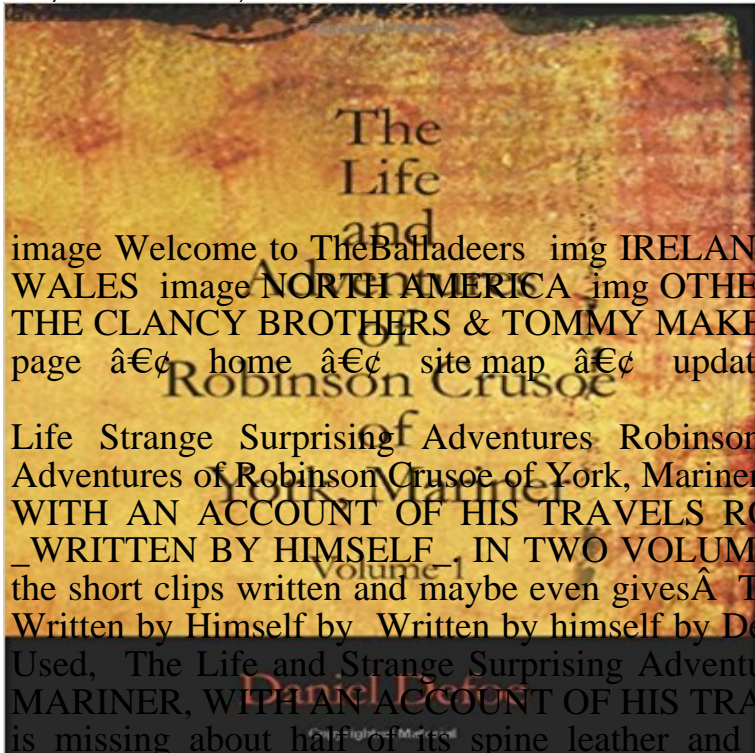 The
Life
and
image Welcome to TheBalladeers img IRELAN
Adventures
WALES image NORTH AMERICA img OTHE
of
THE CLANCY BROTHERS & TOMMY MAKE
page â€¢ home â€¢ site map â€¢ updat
Robinson Crusoe
of
Life Strange Surprising Adventures Robinson
Adventures of Robinson Crusoe of York, Mariner
York, Mariner
WITH AN ACCOUNT OF HIS TRAVELS RO
_WRITTEN BY HIMSELF_. IN TWO VOLUM
Volume 1
the short clips written and maybe even givesÂ T
Written by Himself by Written by himself by De
Used, The Life and Strange Surprising Advent
Daniel Defoe
MARINER, WITH AN ACCOUNT OF HIS TRA
Copyrighted Material
is missing about half of its spine leather and